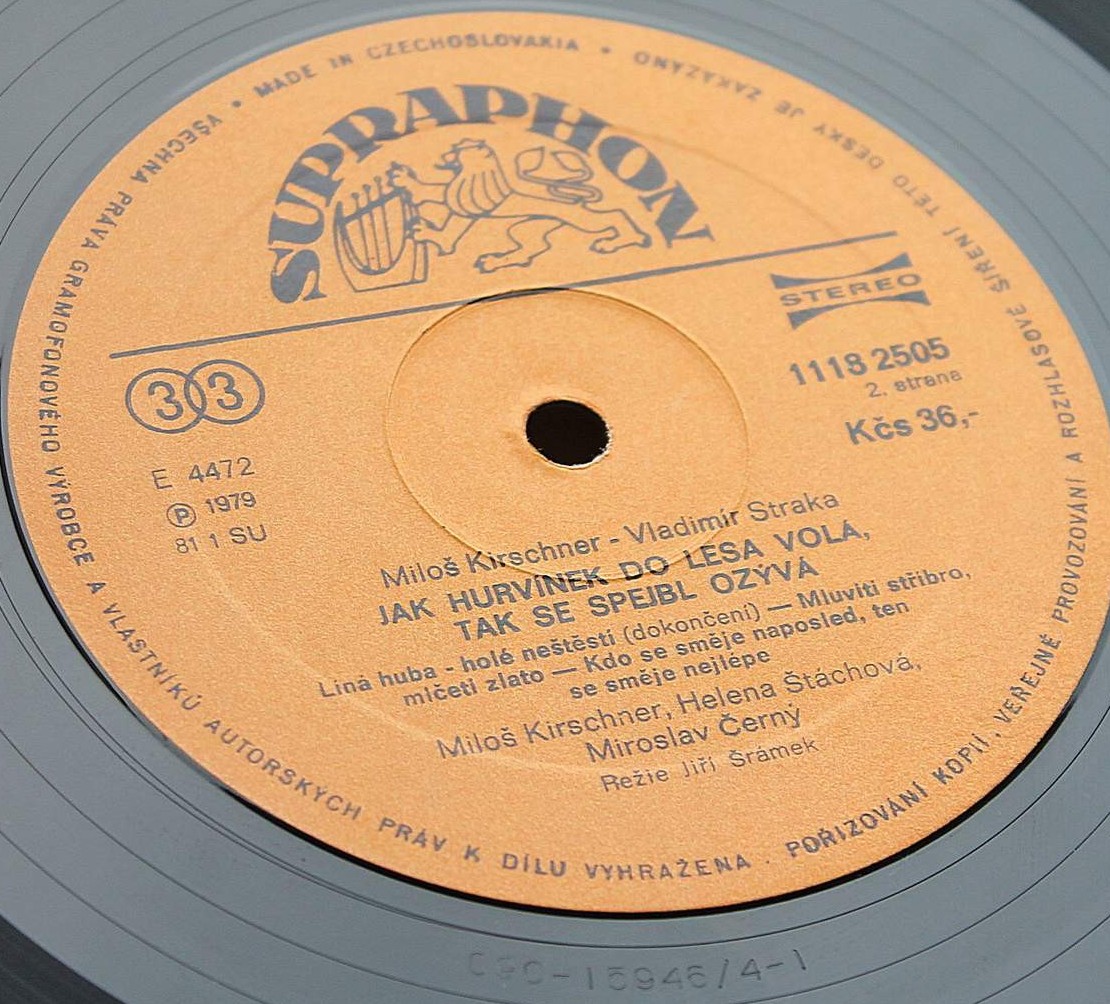 • MADE IN CZECHOSLOVAKIA •
VŠECHNA PRÁVA GRAMOFONOVÉHO VÝROBCE A VLASTNÍKŮ AUTORSKÝCH PRÁV K DÍLU VYHRAŽENA · POŘIZOVÁNÍ KOPIÍ, VEŘEJNÉ PROVOZOVÁNÍ A ROZHLASOVÉ ŠÍŘENÍ TÉTO DESKY JE ZAKÁZÁNO
SUPRAPHON
STEREO
33
1118 2505
2. strana
Kčs 36,-
E 4472
Ⓟ 1979
81 1 SU
Miloš Kirschner - Vladimír Straka
JAK HURVÍNEK DO LESA VOLÁ,
TAK SE SPEJBL OZÝVÁ
Líná huba - holé neštěstí (dokončení) — Mluviti stříbro,
mlčeti zlato — Kdo se směje naposled, ten
se směje nejlépe
Miloš Kirschner, Helena Štáchová,
Miroslav Černý
Režie Jiří Šrámek
15946/4-1